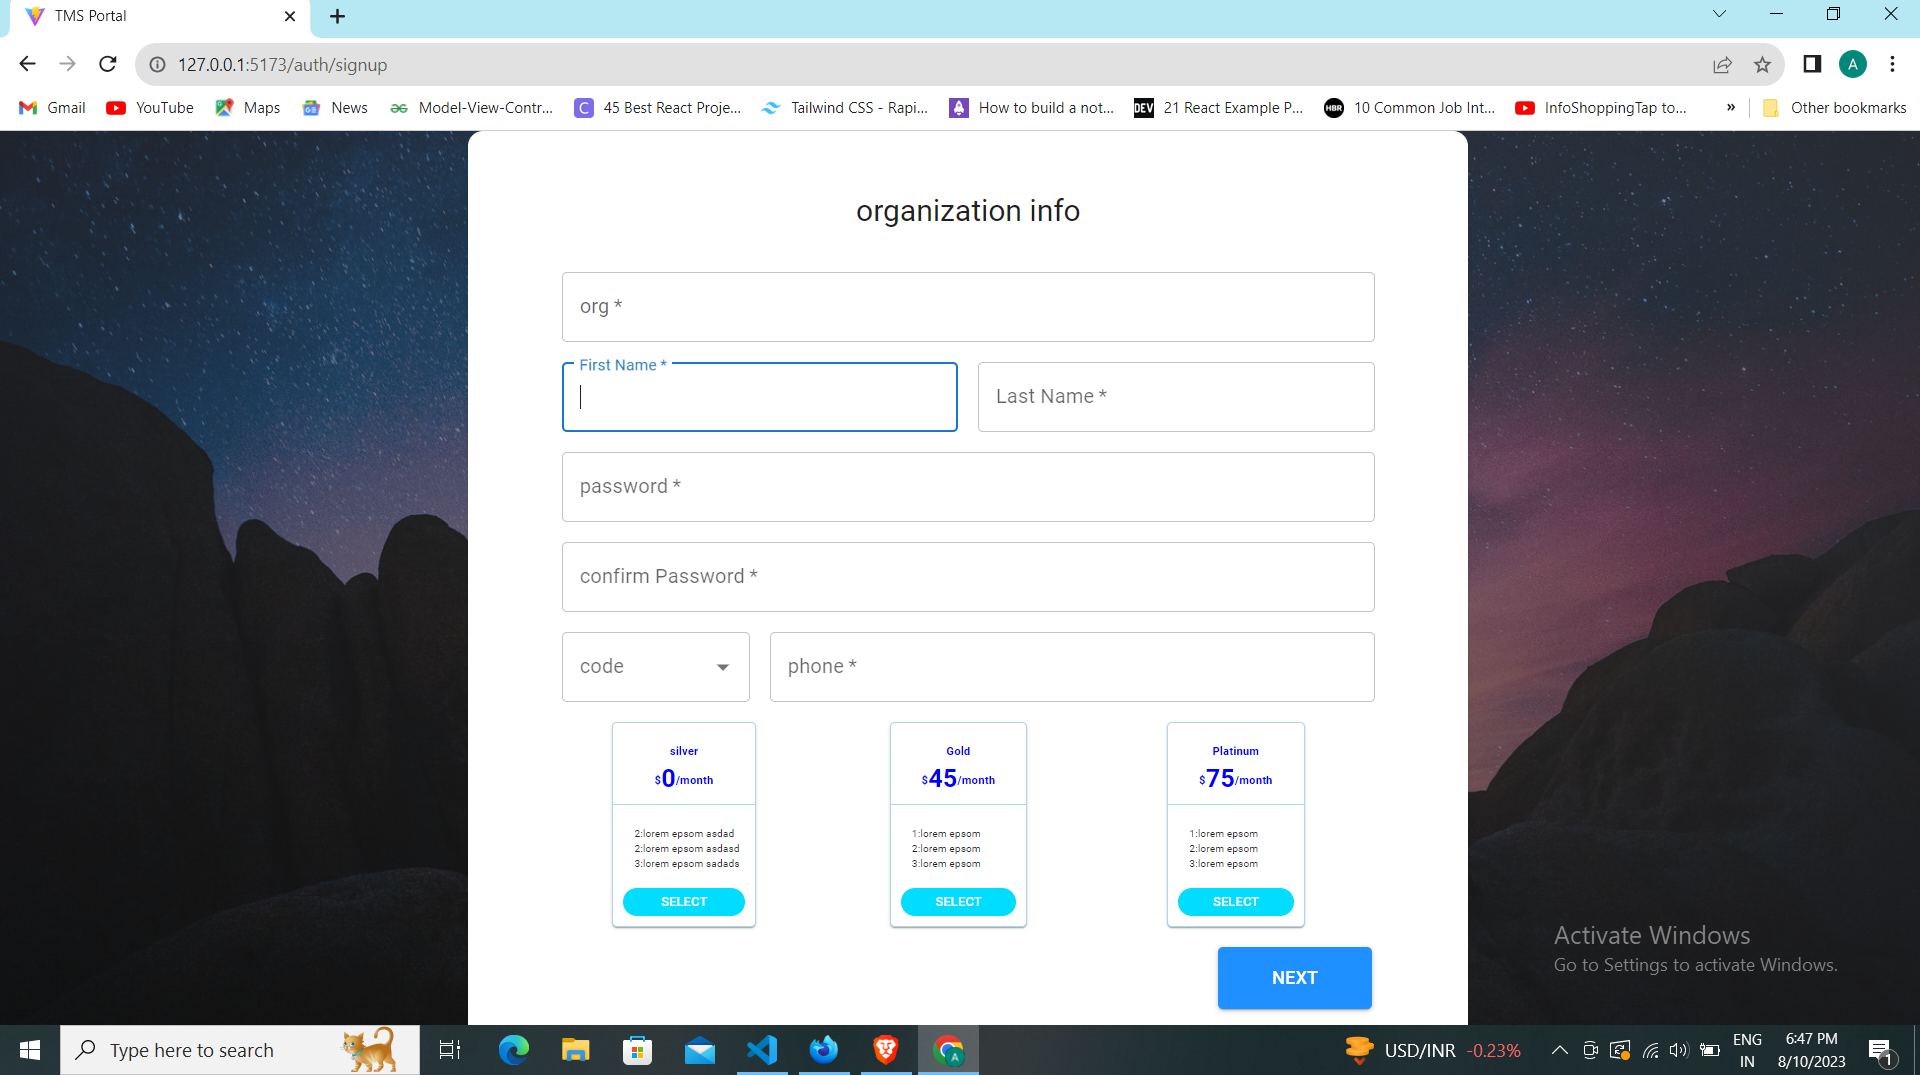 TMS Portal
127.0.0.1:5173/auth/signup
A
Gmail YouTube Maps News Model-View-Contr... 45 Best React Proje... Tailwind CSS - Rapi... How to build a not... 21 React Example P... 10 Common Job Int... InfoShoppingTap to... » Other bookmarks
organization info
org *
First Name *
Last Name *
password *
confirm Password *
code
phone *
silver
$0/month
2:lorem epsom asdad
2:lorem epsom asdasd
3:lorem epsom sadads
SELECT
Gold
$45/month
1:lorem epsom
2:lorem epsom
3:lorem epsom
SELECT
Platinum
$75/month
1:lorem epsom
2:lorem epsom
3:lorem epsom
SELECT
NEXT
Activate Windows
Go to Settings to activate Windows.
Type here to search
USD/INR -0.23%
ENG
IN
6:47 PM
8/10/2023
1